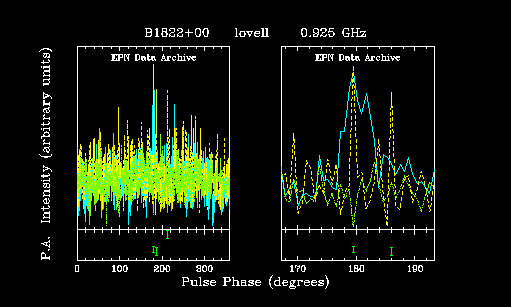 B1822+00 lovell 0.925 GHz
EPN Data Archive EPN Data Archive
P.A. Intensity (arbitrary units)
0 100 200 300 170 180 190
Pulse Phase (degrees)